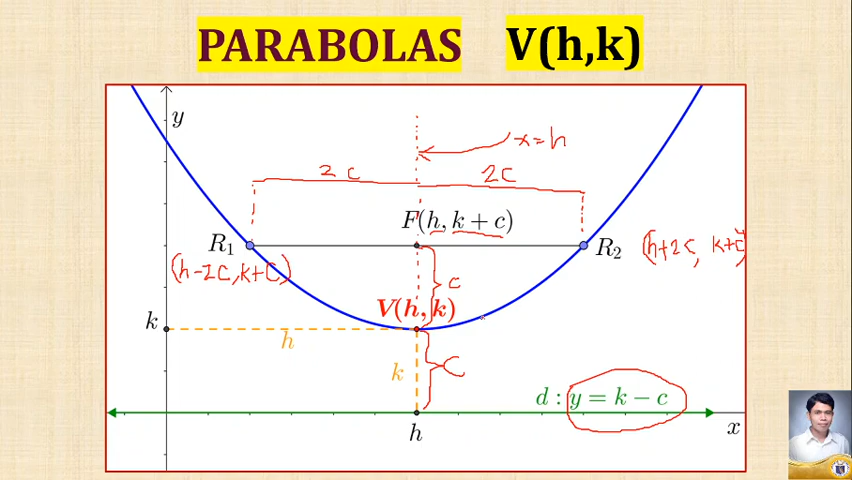 PARABOLAS V(h,k)
y
x=h
2c 2c
F(h, k + c)
R1 R2
(h+2c, k+c)
(h-2c, k+c)
c
V(h, k)
k
h
k C
d : y = k − c
h x